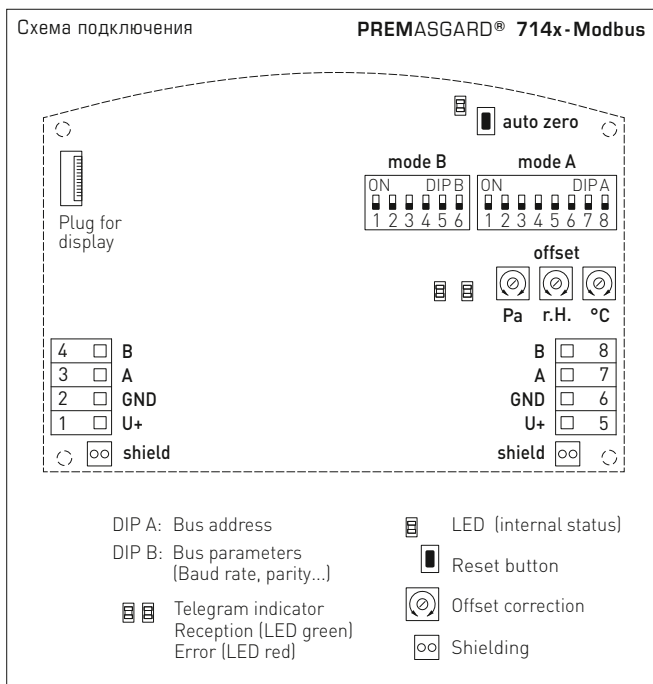 Схема подключения
PREMASGARD® 714x-Modbus
auto zero
mode B
mode A
ON DIP B
ON DIP A
1 2 3 4 5 6
1 2 3 4 5 6 7 8
Plug for
display
offset
Pa r.H. °C
4 B
3 A
2 GND
1 U+
shield
B 8
A 7
GND 6
U+ 5
shield
DIP A: Bus address
DIP B: Bus parameters
(Baud rate, parity...)
Telegram indicator
Reception (LED green)
Error (LED red)
LED (internal status)
Reset button
Offset correction
Shielding